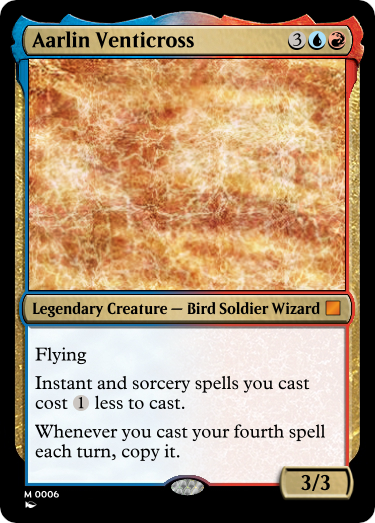 Aarlin Venticross 3
Legendary Creature — Bird Soldier Wizard
Flying
Instant and sorcery spells you cast
cost 1 less to cast.
Whenever you cast your fourth spell
each turn, copy it.
3/3
M 0006